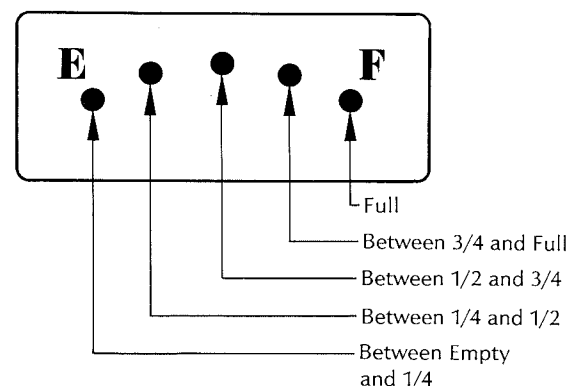 E F
Full
Between 3/4 and Full
Between 1/2 and 3/4
Between 1/4 and 1/2
Between Empty
and 1/4